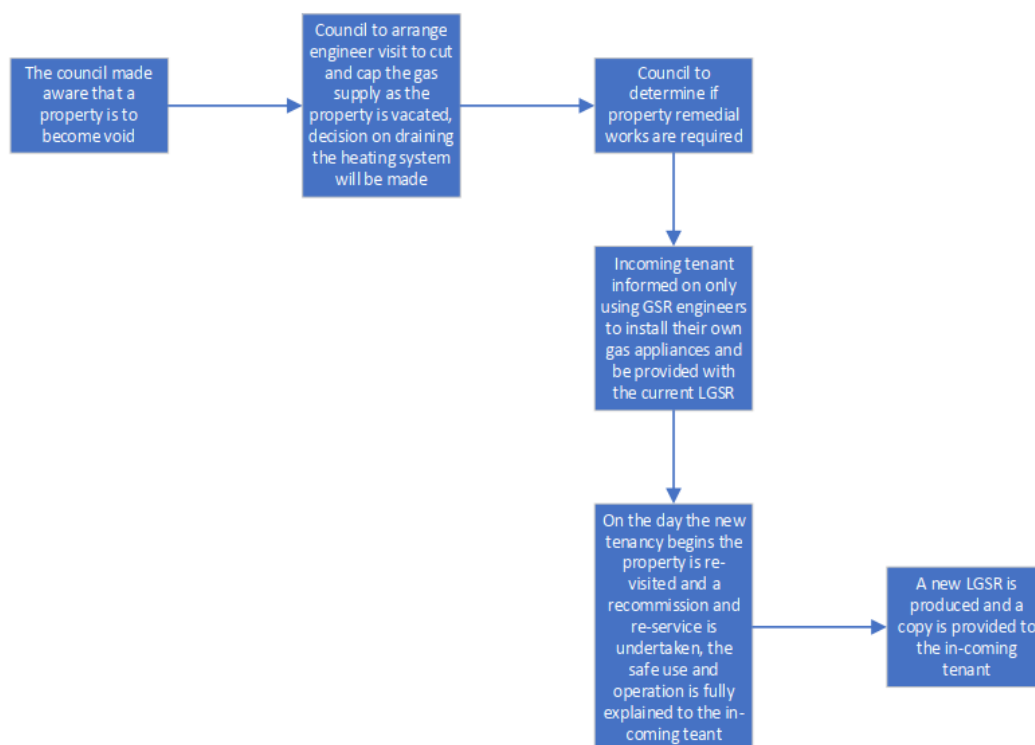 The council made
aware that a
property is to
become void
Council to arrange
engineer visit to cut
and cap the gas
supply as the
property is vacated,
decision on draining
the heating system
will be made
Council to
determine if
property remedial
works are required
Incoming tenant
informed on only
using GSR engineers
to install their own
gas appliances and
be provided with
the current LGSR
On the day the new
tenancy begins the
property is re-
visited and a
recommission and
re-service is
undertaken, the
safe use and
operation is fully
explained to the in-
coming teant
A new LGSR is
produced and a
copy is provided to
the in-coming
tenant